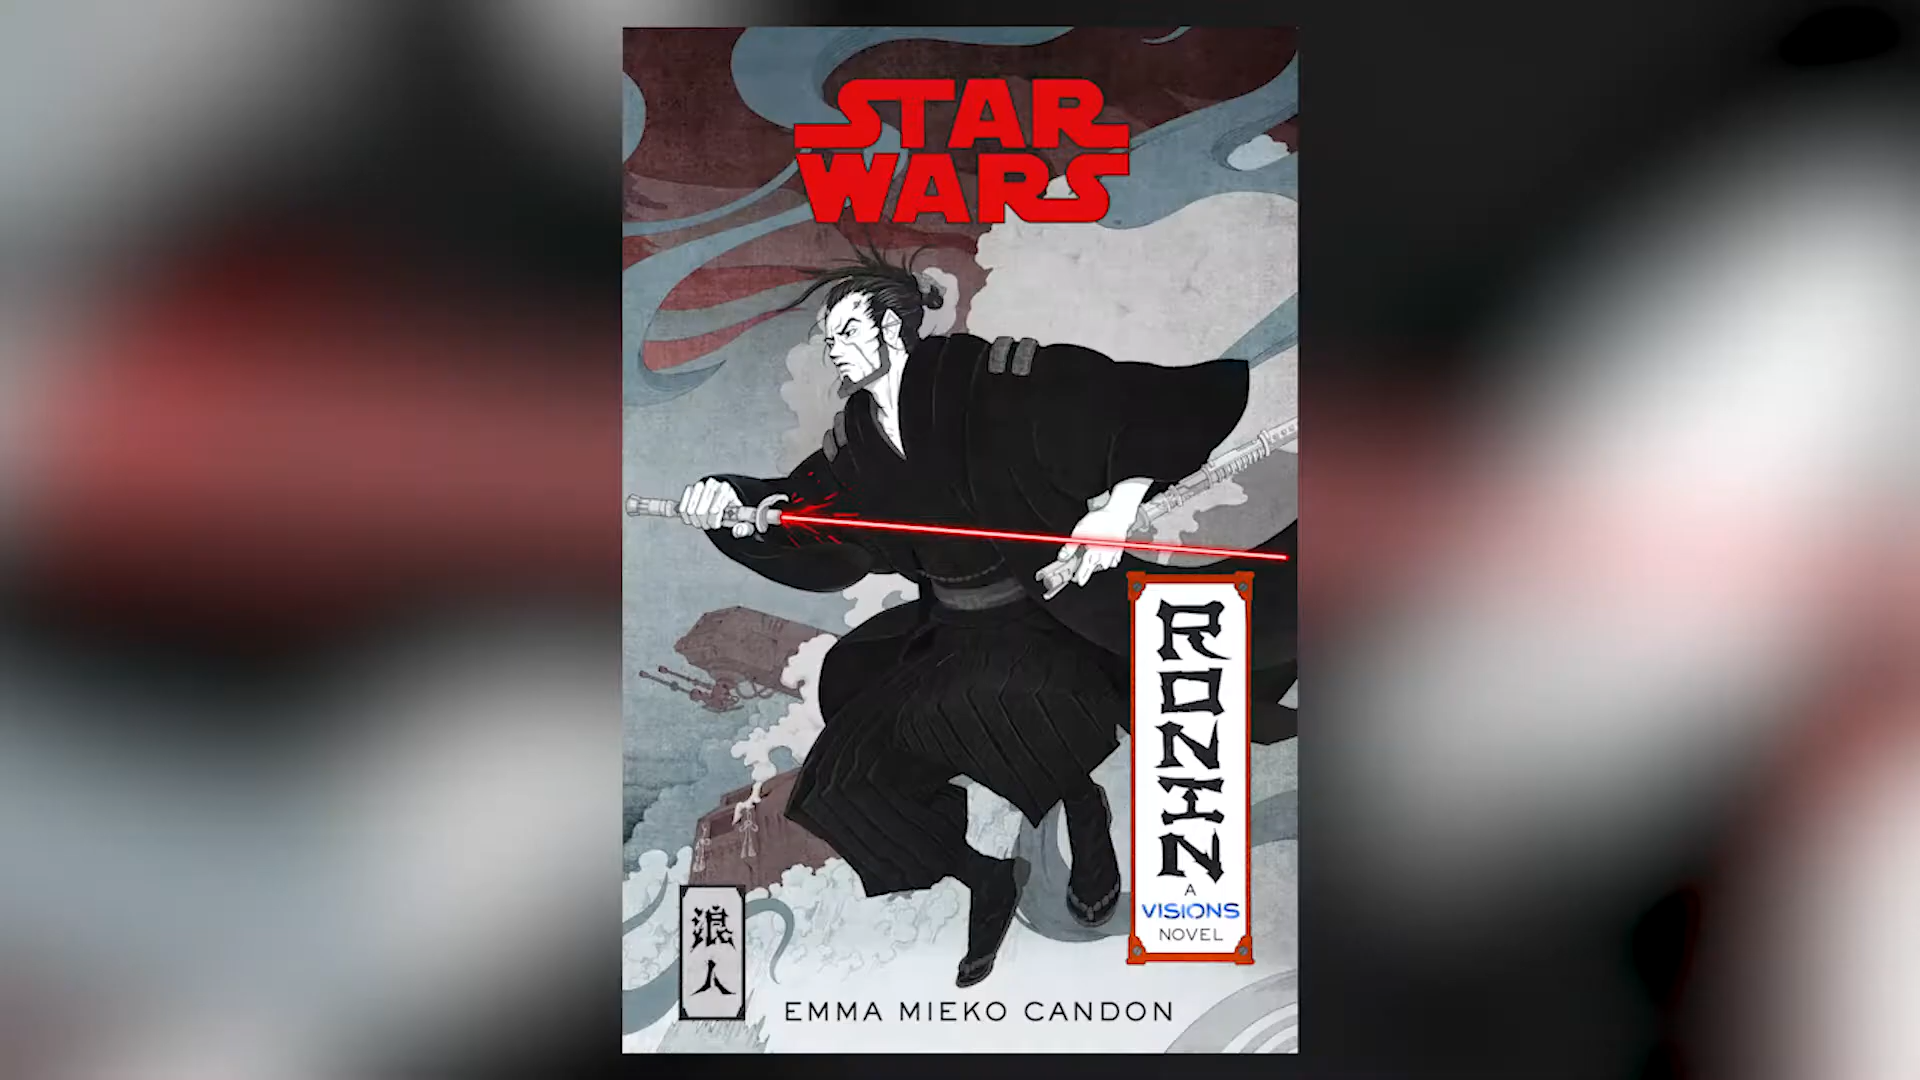 STAR
WARS
RONIN
A
VISIONS
NOVEL
浪人
EMMA MIEKO CANDON